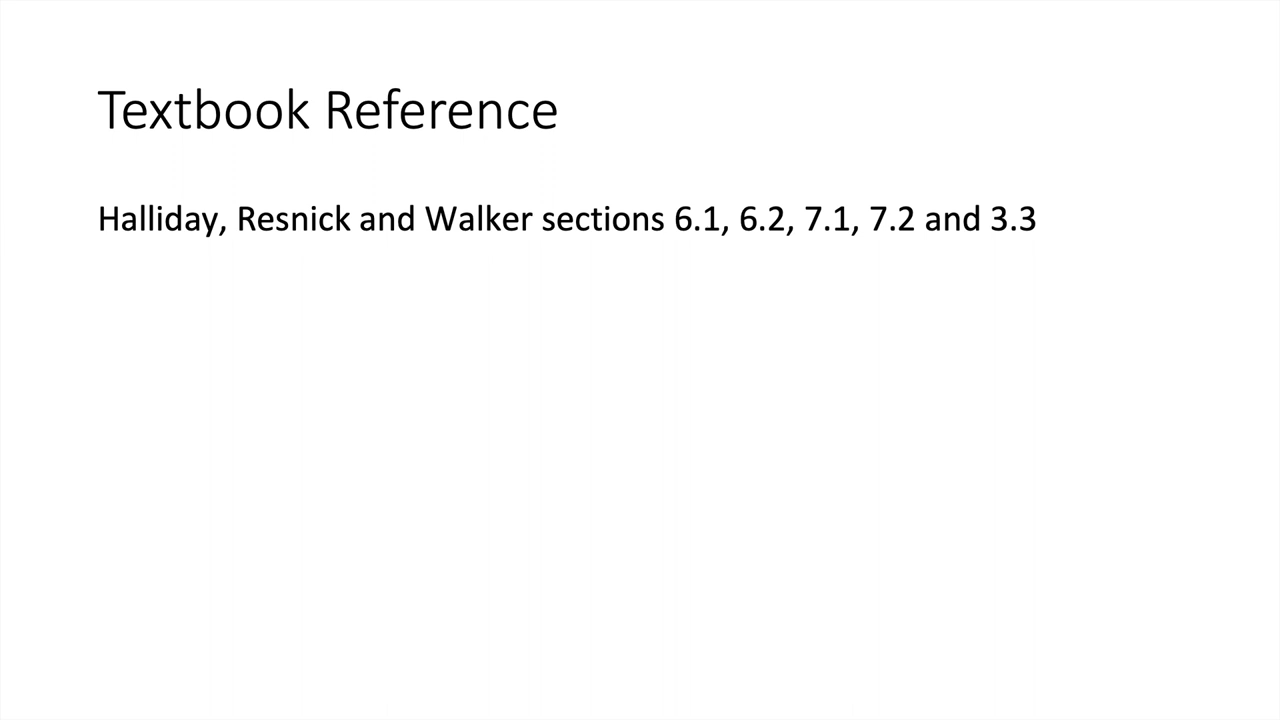 Textbook Reference
Halliday, Resnick and Walker sections 6.1, 6.2, 7.1, 7.2 and 3.3